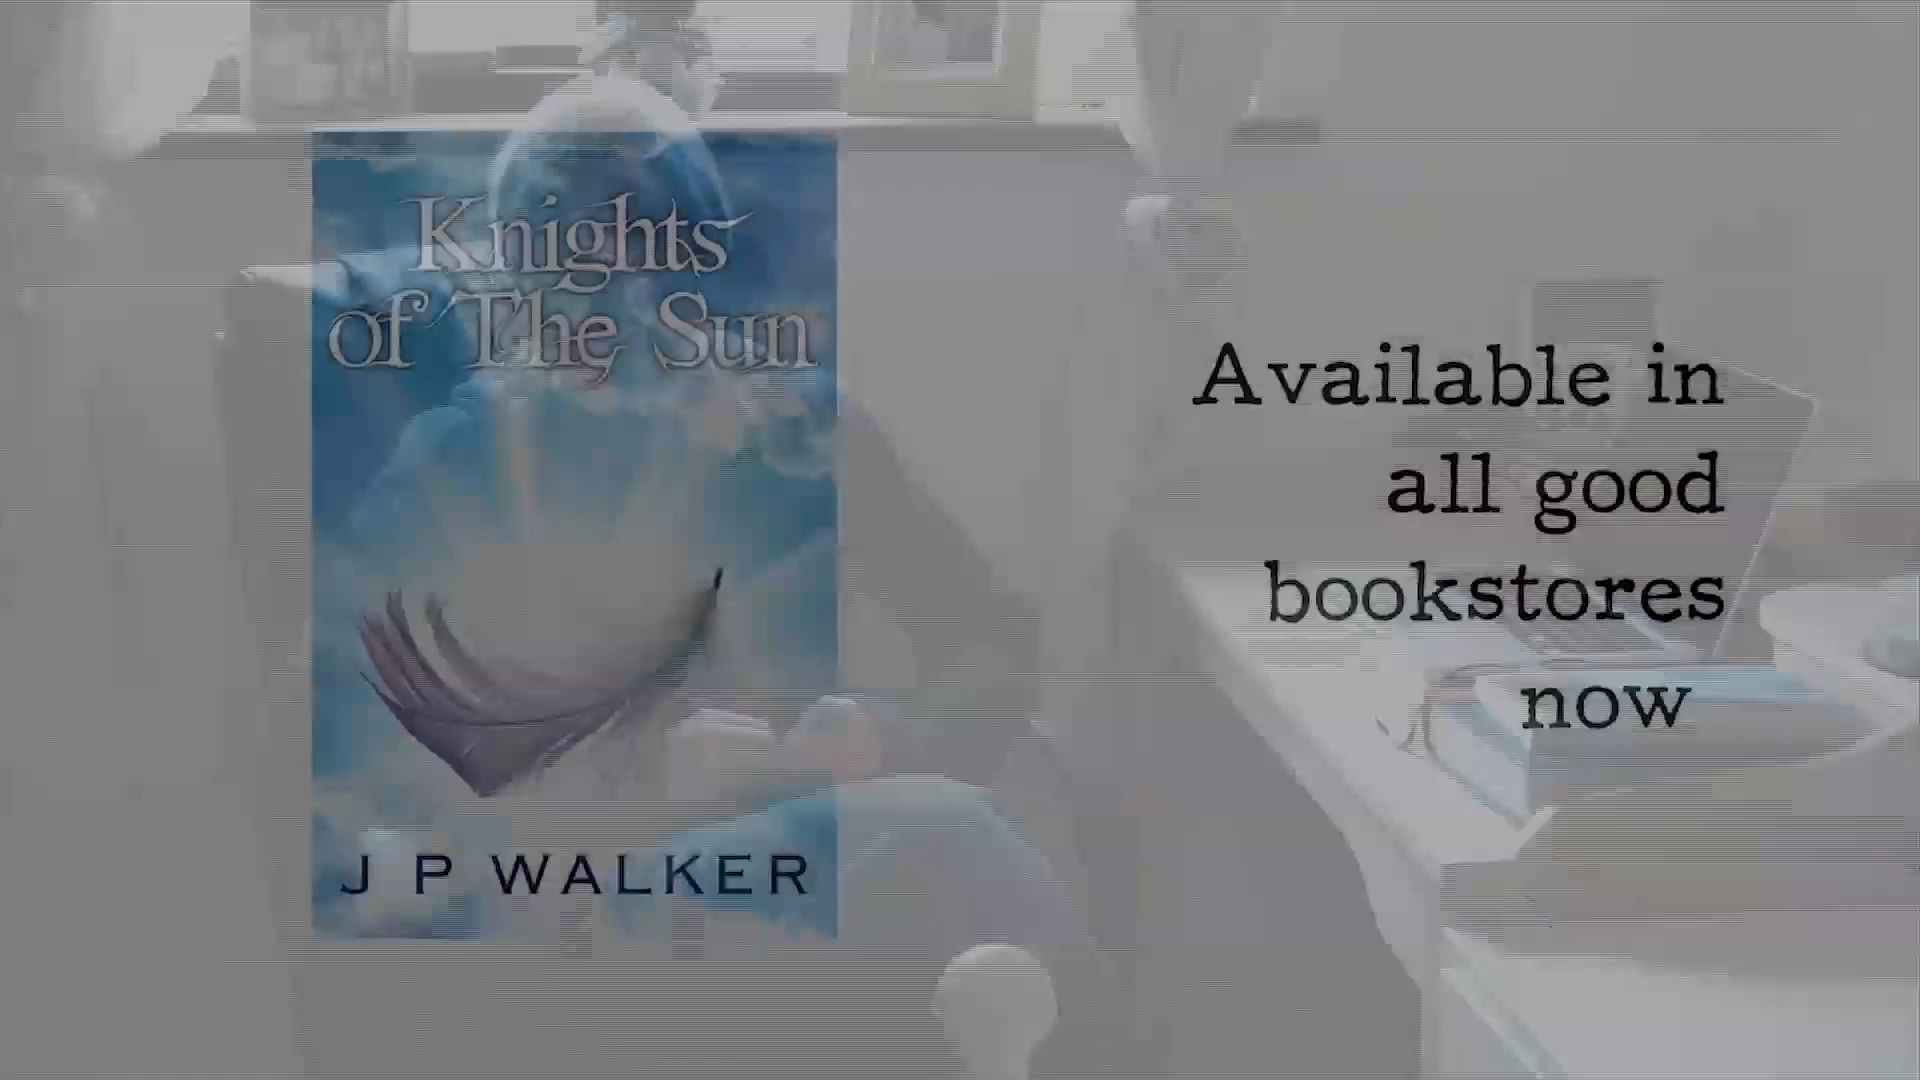 Knights
of The Sun
J P WALKER
Available in
all good
bookstores
now